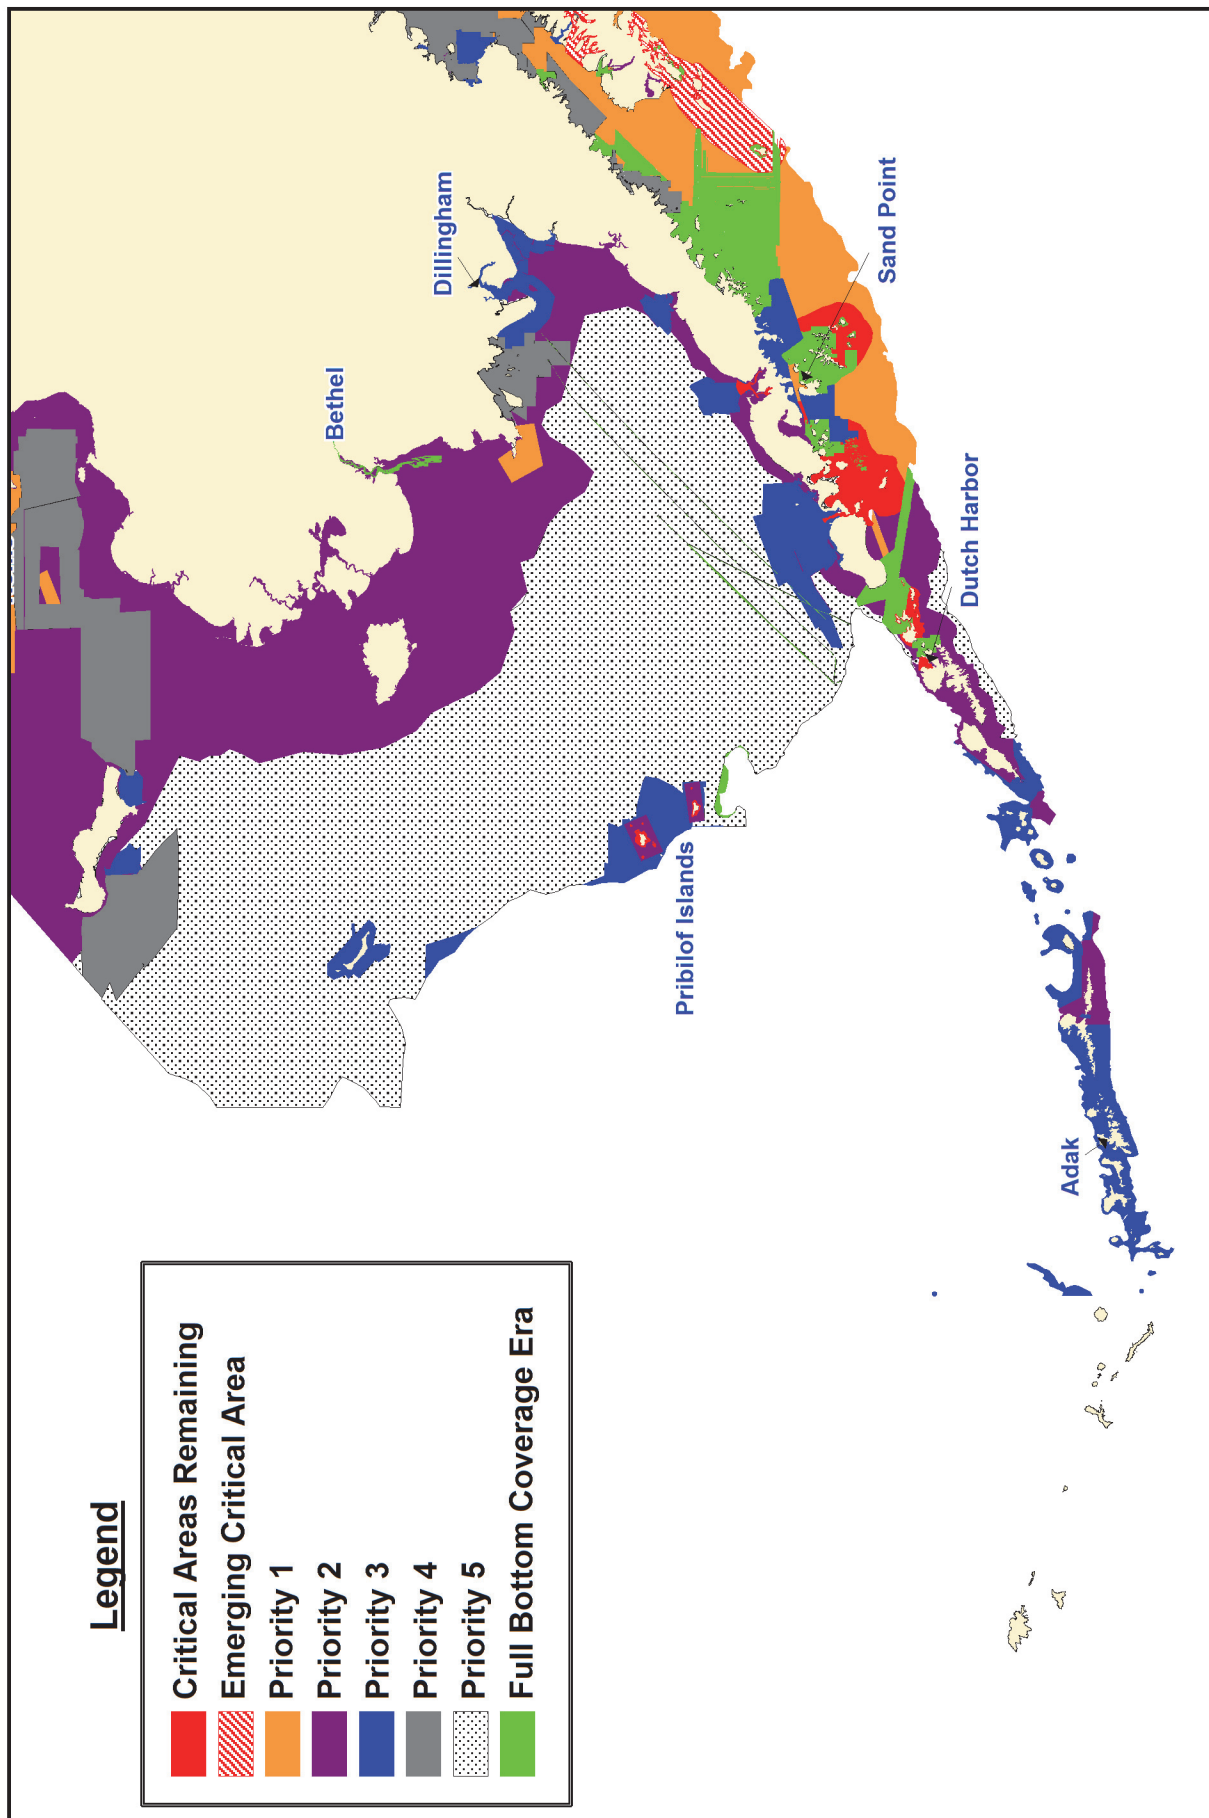 Legend
Critical Areas Remaining
Emerging Critical Area
Priority 1
Priority 2
Priority 3
Priority 4
Priority 5
Full Bottom Coverage Era
Bethel
Dillingham
Pribilof Islands
Sand Point
Dutch Harbor
Adak